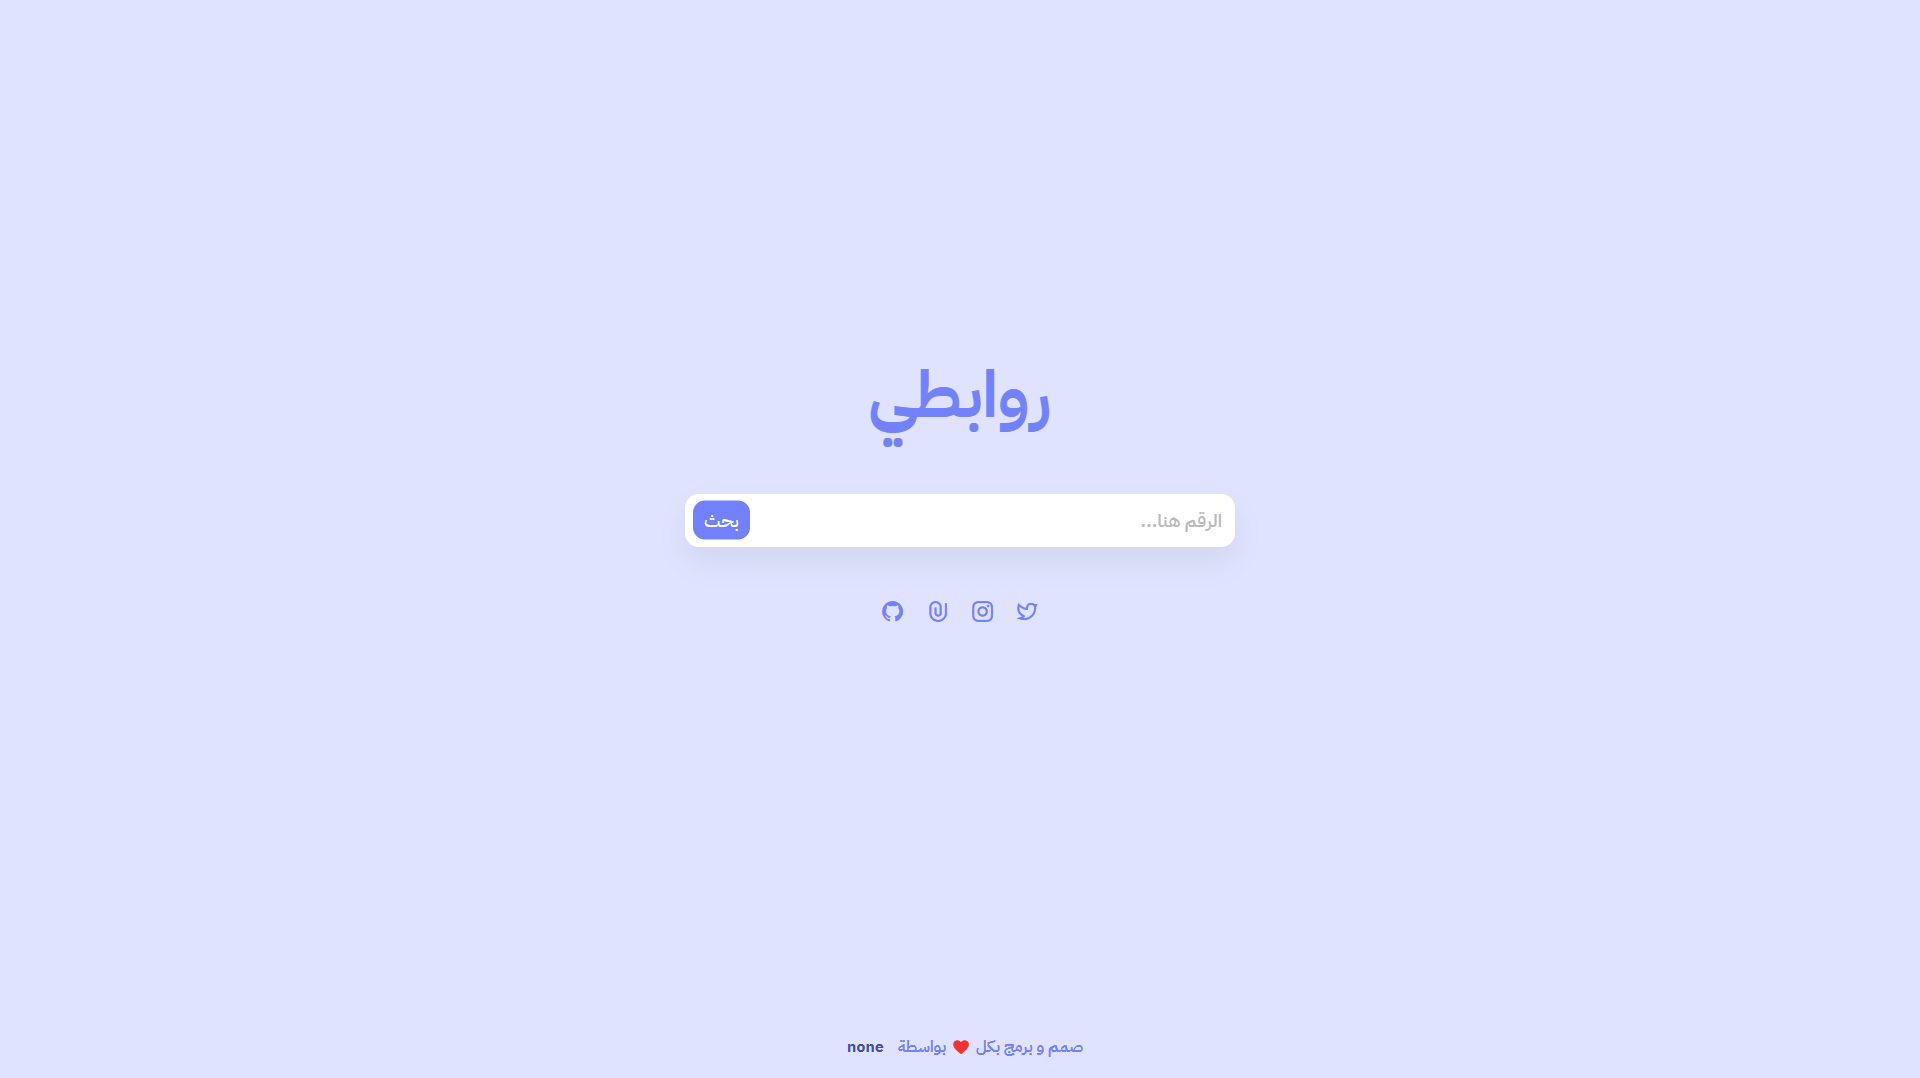 روابطي
الرقم هنا...
بحث
صمم و برمج بكل ❤ بواسطة none